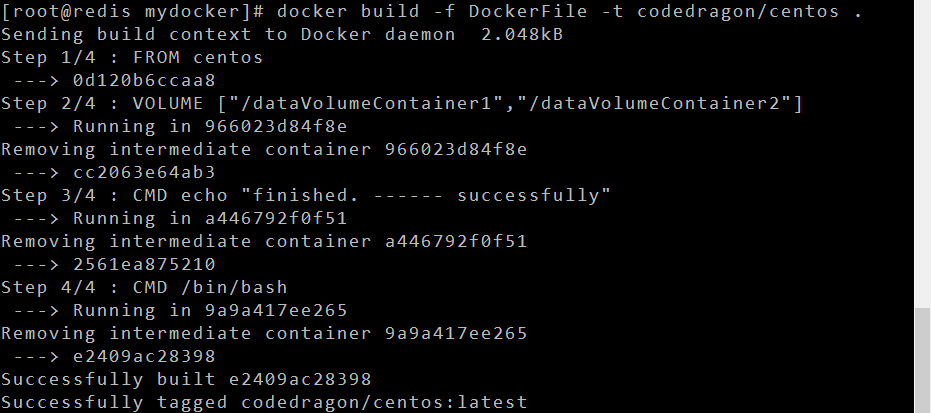 [root@redis mydocker]# docker build -f DockerFile -t codedragon/centos .
Sending build context to Docker daemon  2.048kB
Step 1/4 : FROM centos
 ---> 0d120b6ccaa8
Step 2/4 : VOLUME ["/dataVolumeContainer1","/dataVolumeContainer2"]
 ---> Running in 966023d84f8e
Removing intermediate container 966023d84f8e
 ---> cc2063e64ab3
Step 3/4 : CMD echo "finished. ------ successfully"
 ---> Running in a446792f0f51
Removing intermediate container a446792f0f51
 ---> 2561ea875210
Step 4/4 : CMD /bin/bash
 ---> Running in 9a9a417ee265
Removing intermediate container 9a9a417ee265
 ---> e2409ac28398
Successfully built e2409ac28398
Successfully tagged codedragon/centos:latest